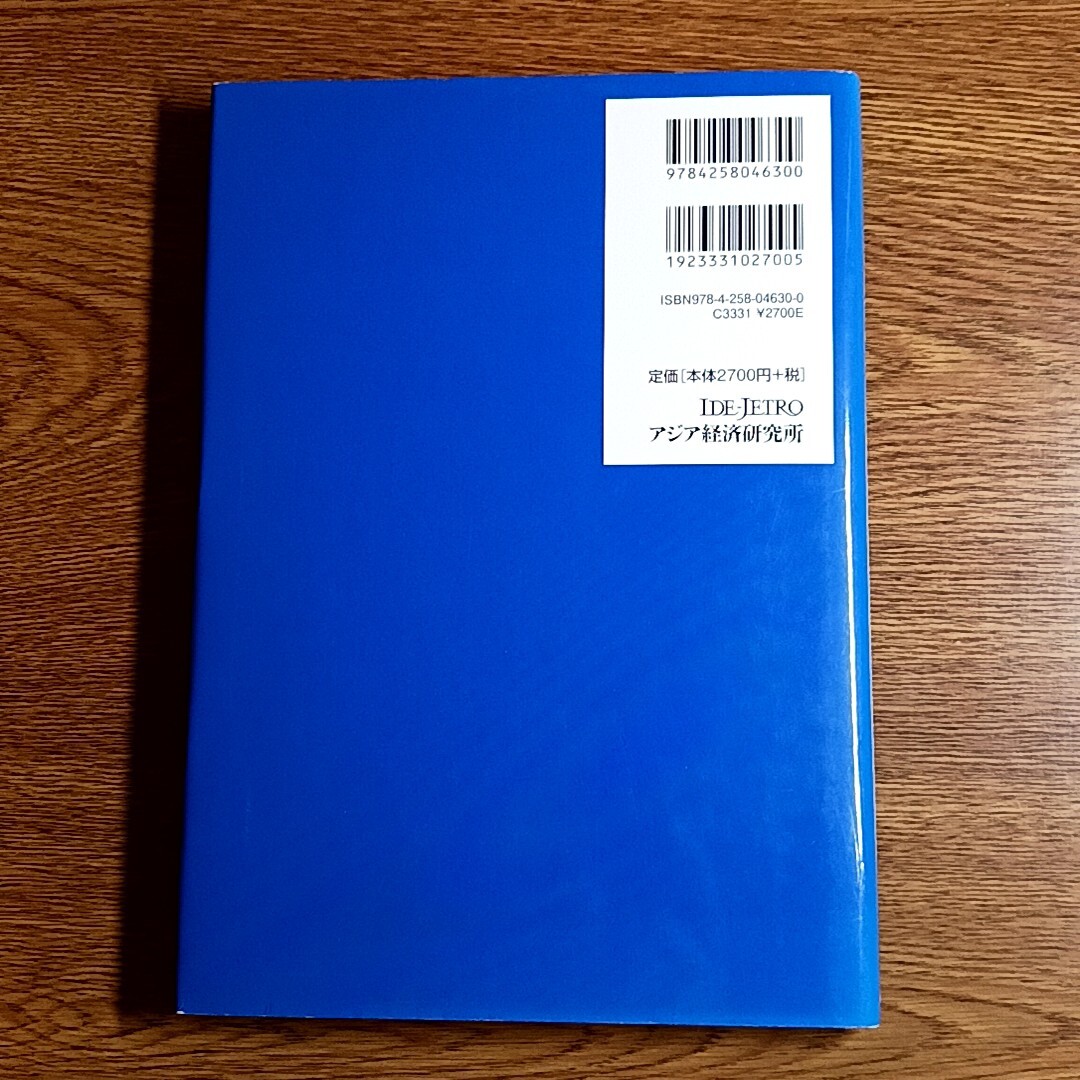 9784258046300
1923331027005
ISBN978-4-258-04630-0
C3331 ¥2700E
定価[本体2700円+税]
IDE-JETRO
アジア経済研究所